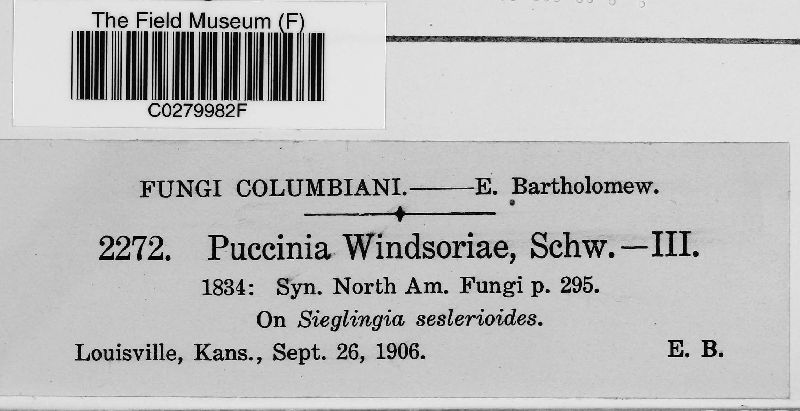 The Field Museum (F)
C0279982F
FUNGI COLUMBIANI.——E. Bartholomew.
2272. Puccinia Windsoriae, Schw.—III.
1834: Syn. North Am. Fungi p. 295.
On Sieglingia seslerioides.
Louisville, Kans., Sept. 26, 1906. E. B.